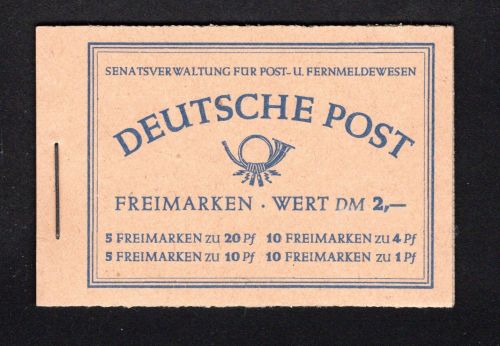 SENATSVERWALTUNG FÜR POST- U. FERNMELDEWESEN
DEUTSCHE POST
FREIMARKEN · WERT DM 2,—
5 FREIMARKEN ZU 20 Pf 10 FREIMARKEN ZU 4 Pf
5 FREIMARKEN ZU 10 Pf 10 FREIMARKEN ZU 1 Pf